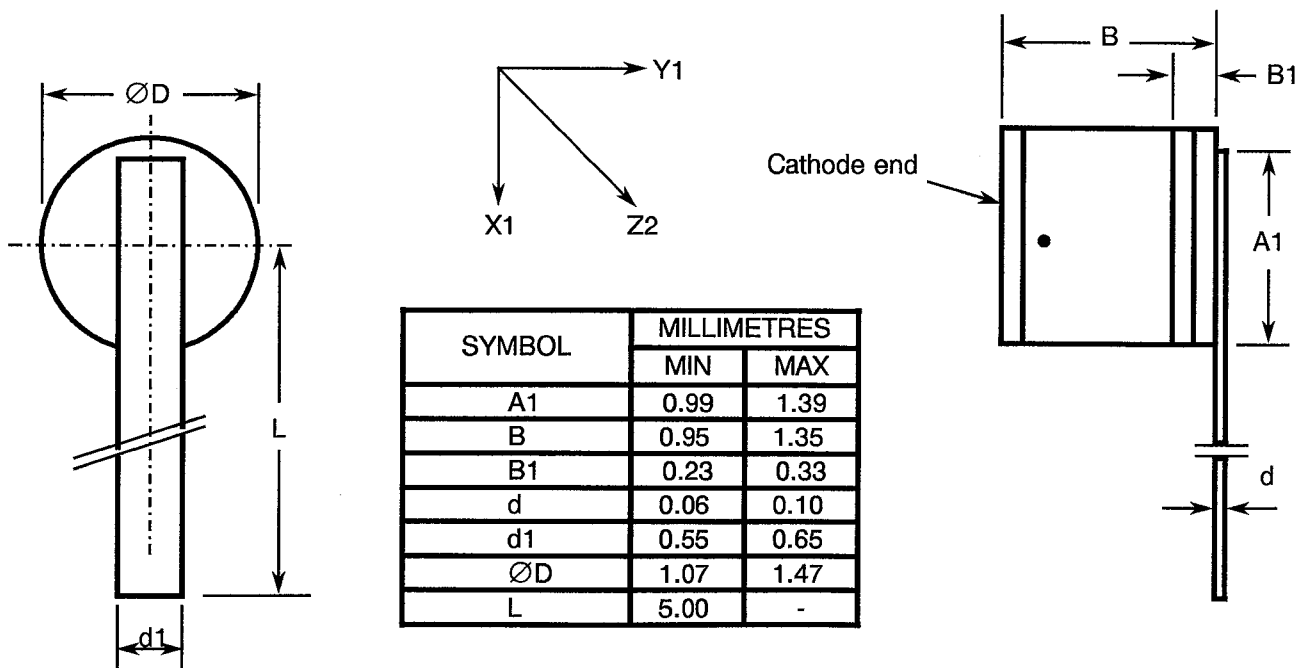 ØD
L
d1
Y1
X1
Z2
SYMBOL MILLIMETRES
MIN MAX
A1 0.99 1.39
B 0.95 1.35
B1 0.23 0.33
d 0.06 0.10
d1 0.55 0.65
ØD 1.07 1.47
L 5.00 -
B
B1
Cathode end
A1
d